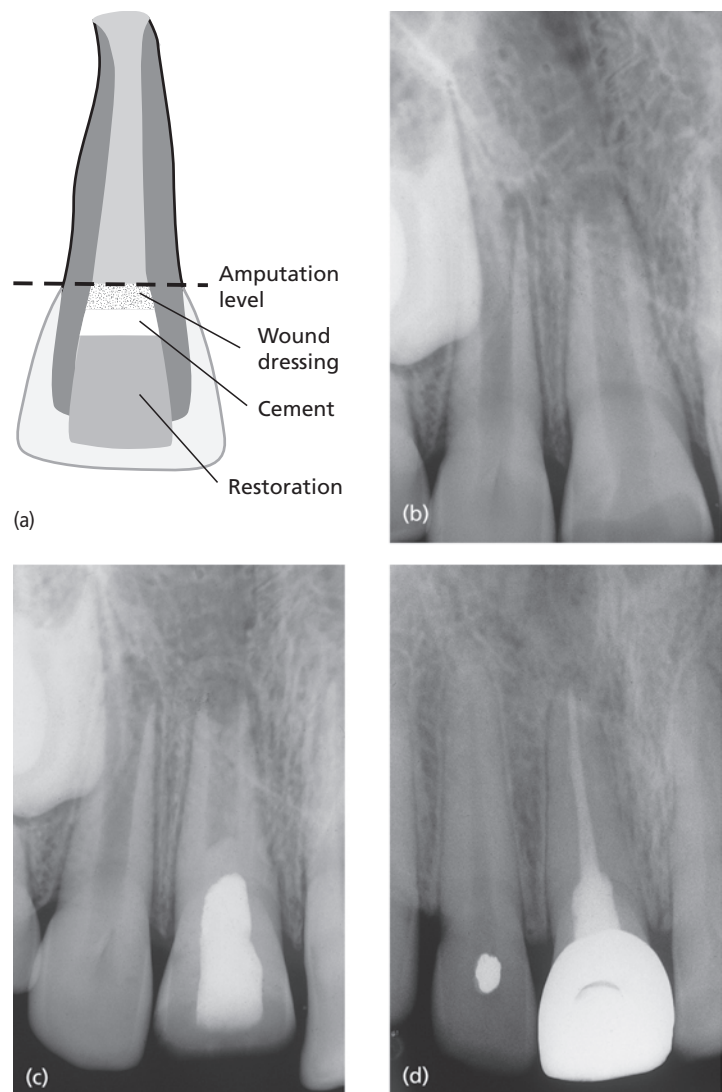 Amputation
level
Wound
dressing
Cement
Restoration
(a)
(b)
(c)
(d)